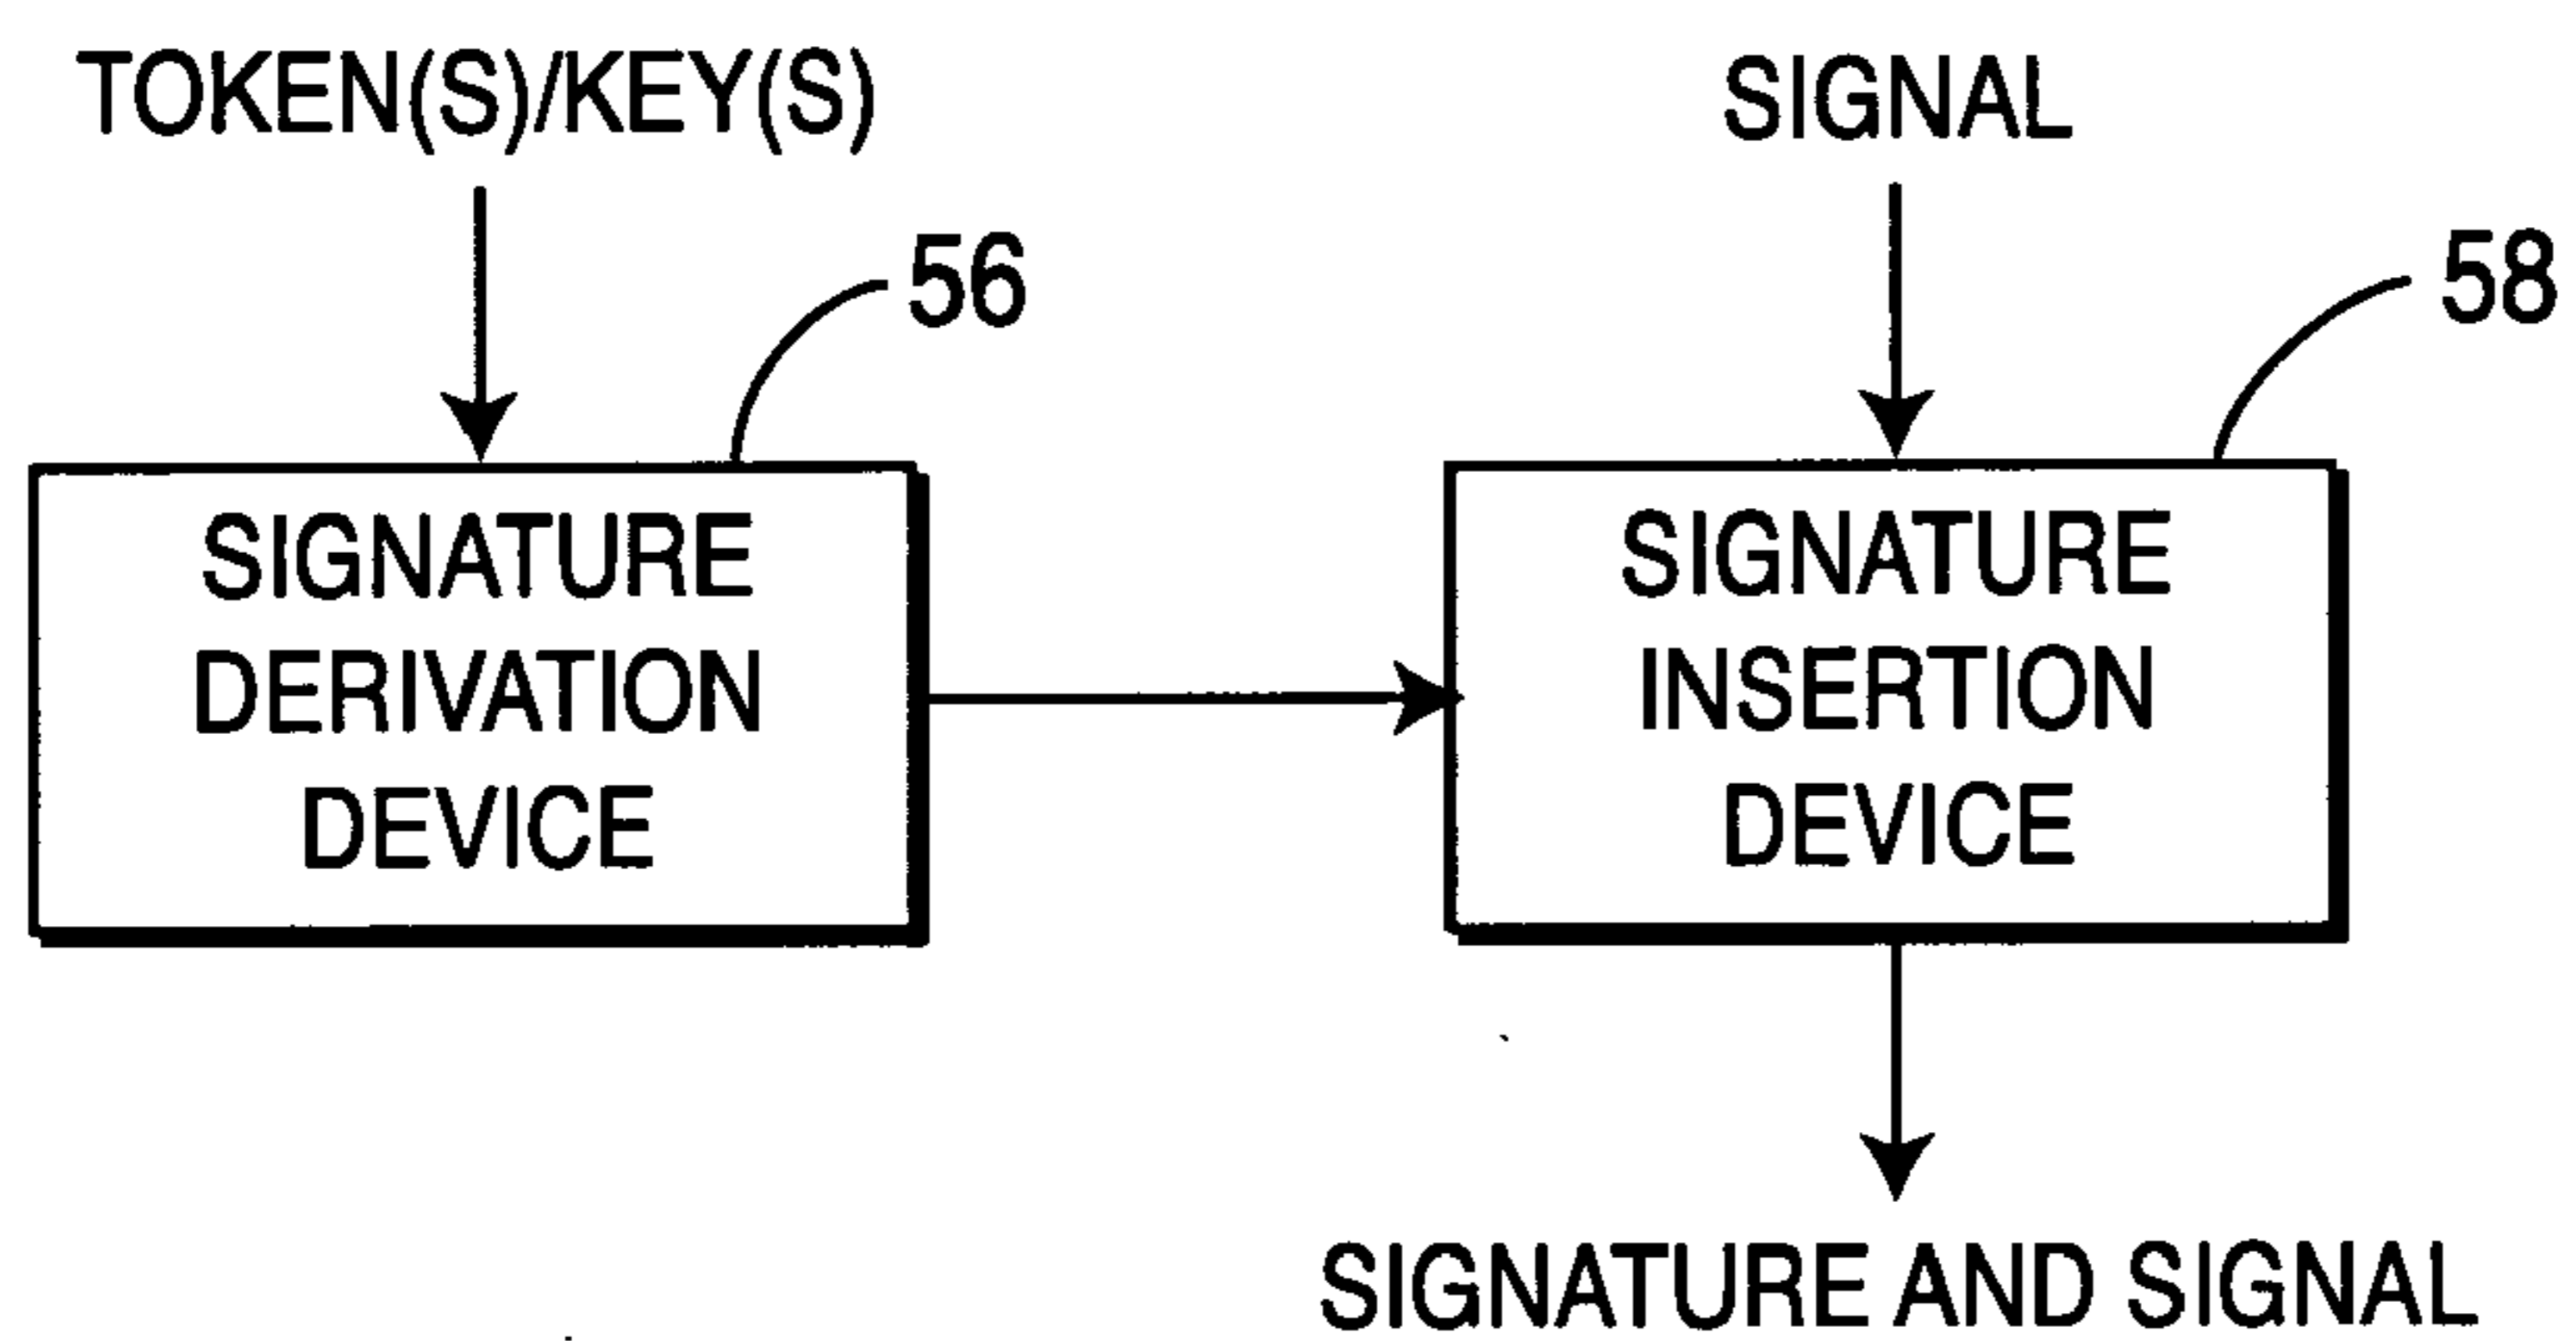 TOKEN(S)/KEY(S)
SIGNAL
56
58
SIGNATURE
DERIVATION
DEVICE
SIGNATURE
INSERTION
DEVICE
SIGNATURE AND SIGNAL